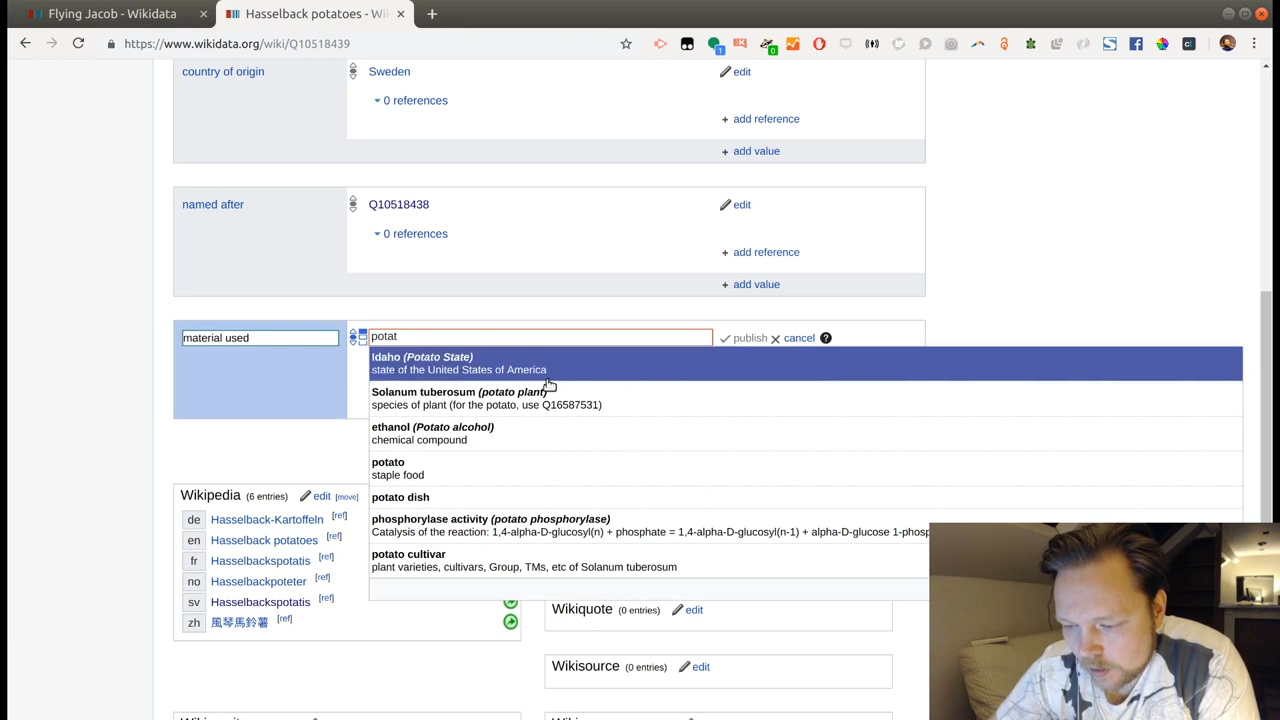 Flying Jacob - Wikidata
Hasselback potatoes - Wik
https://www.wikidata.org/wiki/Q10518439
1
0
country of origin
Sweden
edit
0 references
+ add reference
+ add value
named after
Q10518438
edit
0 references
+ add reference
+ add value
material used
potat
publish
cancel
?
Idaho (Potato State)
state of the United States of America
Solanum tuberosum (potato plant)
species of plant (for the potato, use Q16587531)
ethanol (Potato alcohol)
chemical compound
potato
staple food
potato dish
phosphorylase activity (potato phosphorylase)
Catalysis of the reaction: 1,4-alpha-D-glucosyl(n) + phosphate = 1,4-alpha-D-glucosyl(n-1) + alpha-D-glucose 1-phosp
potato cultivar
plant varieties, cultivars, Group, TMs, etc of Solanum tuberosum
Wikipedia (6 entries)
edit [move]
de Hasselback-Kartoffeln [ref]
en Hasselback potatoes [ref]
fr Hasselbackspotatis [ref]
no Hasselbackpoteter [ref]
sv Hasselbackspotatis [ref]
zh 風琴馬鈴薯 [ref]
Wikiquote (0 entries)
edit
Wikisource (0 entries)
edit